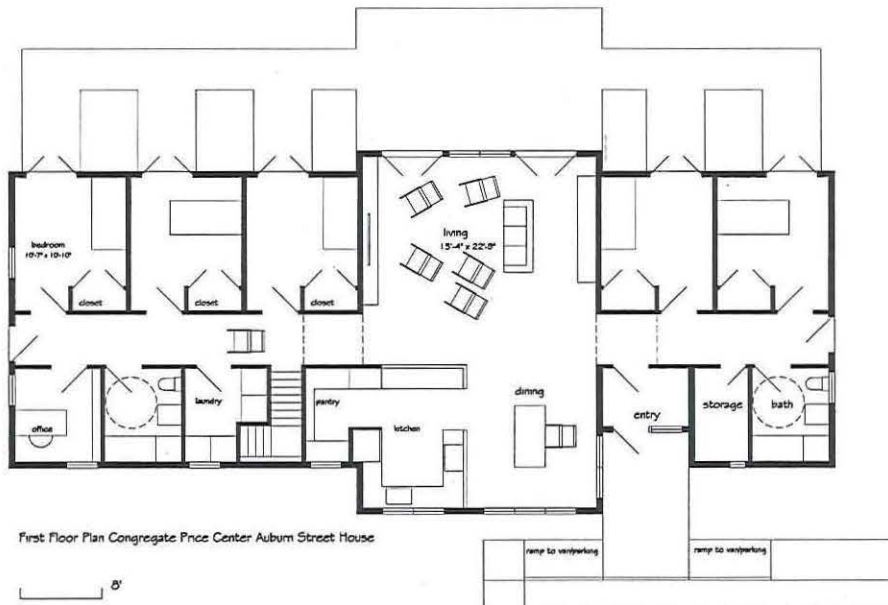 bedroom
10'-7" x 10'-10"
closet
closet
closet
living
15'-4" x 22'-8"
office
laundry
pantry
kitchen
dining
entry
storage
bath
ramp to van/parking
ramp to van/parking
First Floor Plan Congregate Price Center Auburn Street House
8'